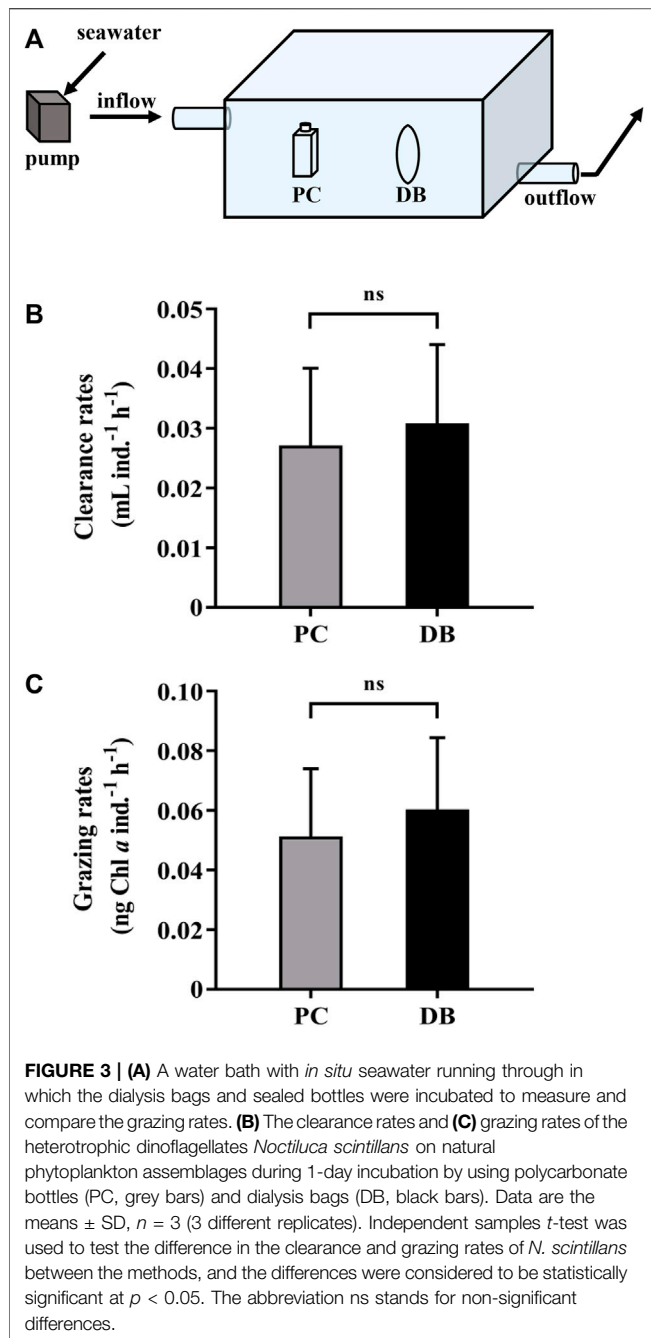 A
seawater
inflow
pump
PC
DB
outflow
B
ns
0.05
0.04
0.03
0.02
0.01
0
Clearance rates
(mL ind.⁻¹ h⁻¹)
PC
DB
C
ns
0.10
0.08
0.06
0.04
0.02
0
Grazing rates
(ng Chl a ind.⁻¹ h⁻¹)
PC
DB
FIGURE 3 | (A) A water bath with in situ seawater running through in
which the dialysis bags and sealed bottles were incubated to measure and
compare the grazing rates. (B) The clearance rates and (C) grazing rates of the
heterotrophic dinoflagellates Noctiluca scintillans on natural
phytoplankton assemblages during 1-day incubation by using polycarbonate
bottles (PC, grey bars) and dialysis bags (DB, black bars). Data are the
means ± SD, n = 3 (3 different replicates). Independent samples t-test was
used to test the difference in the clearance and grazing rates of N. scintillans
between the methods, and the differences were considered to be statistically
significant at p < 0.05. The abbreviation ns stands for non-significant
differences.